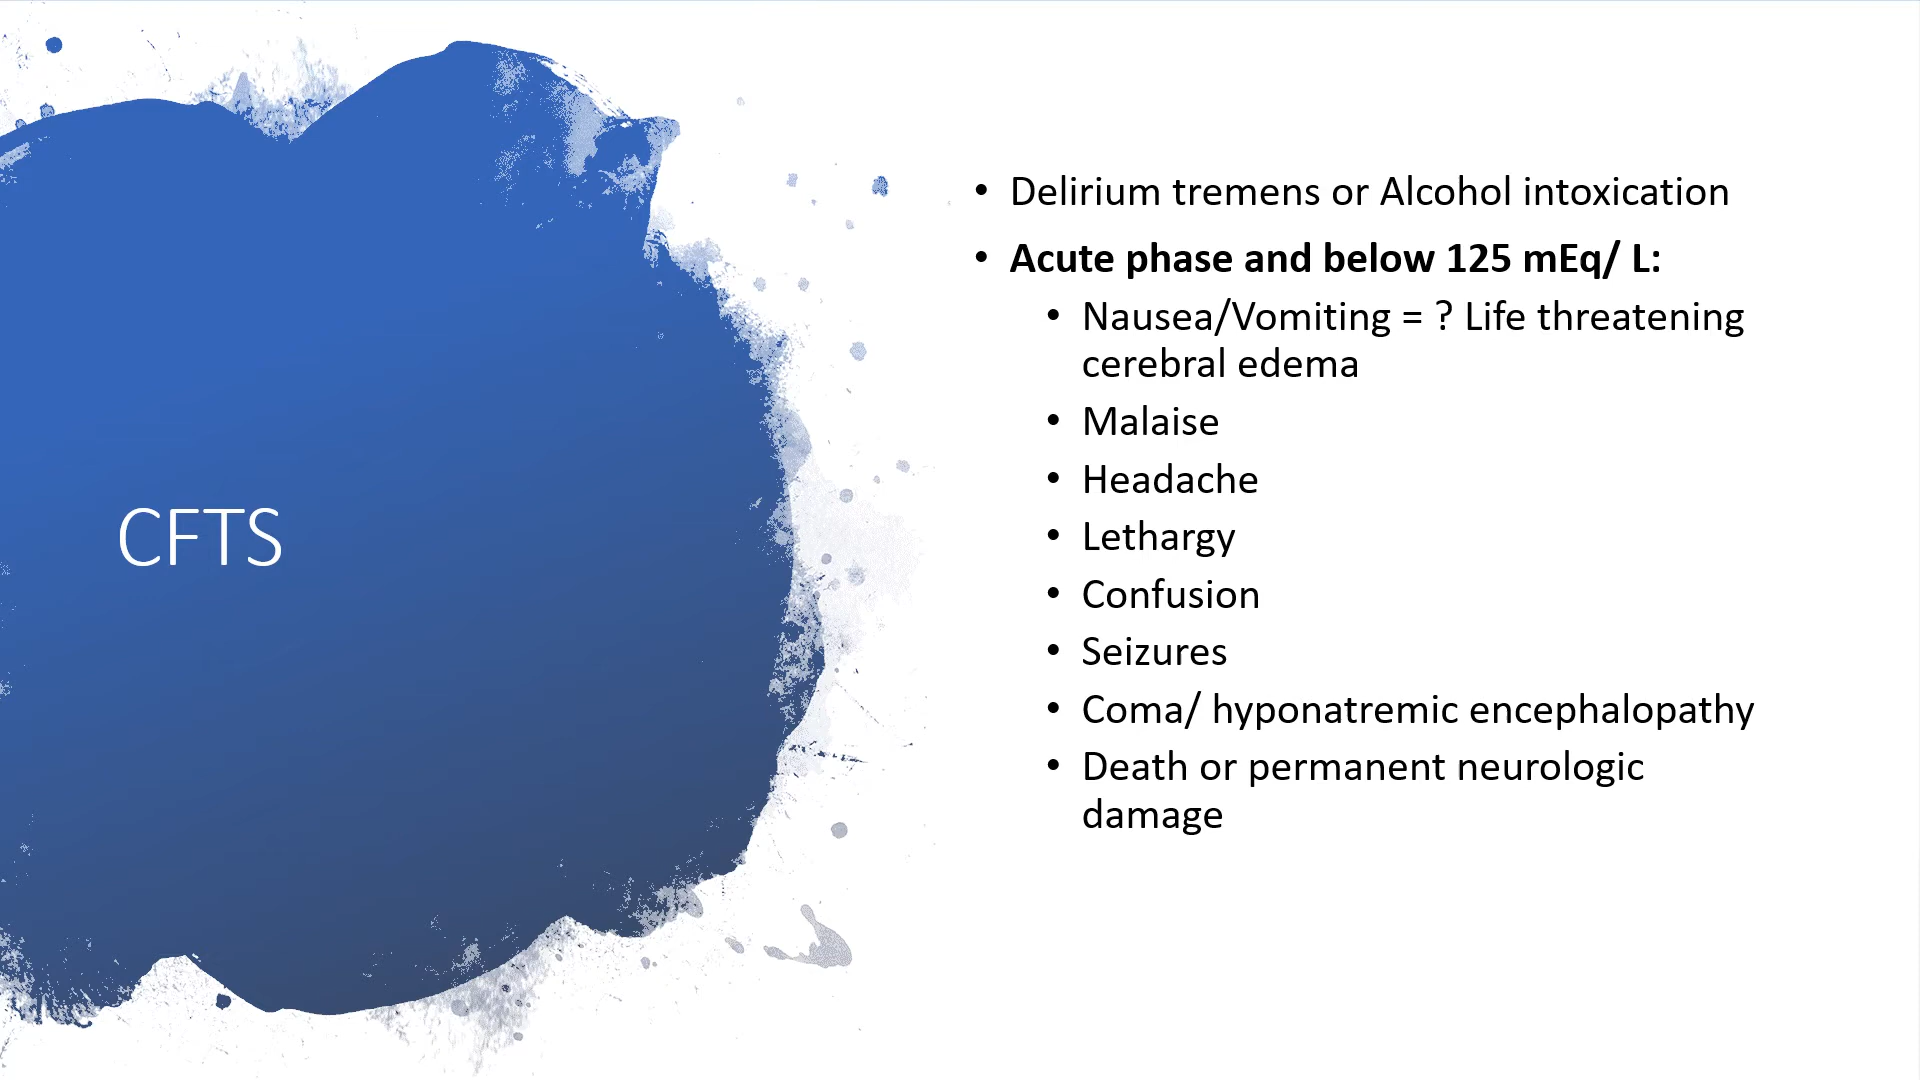 CFTS
• Delirium tremens or Alcohol intoxication
• Acute phase and below 125 mEq/ L:
• Nausea/Vomiting = ? Life threatening
cerebral edema
• Malaise
• Headache
• Lethargy
• Confusion
• Seizures
• Coma/ hyponatremic encephalopathy
• Death or permanent neurologic
damage